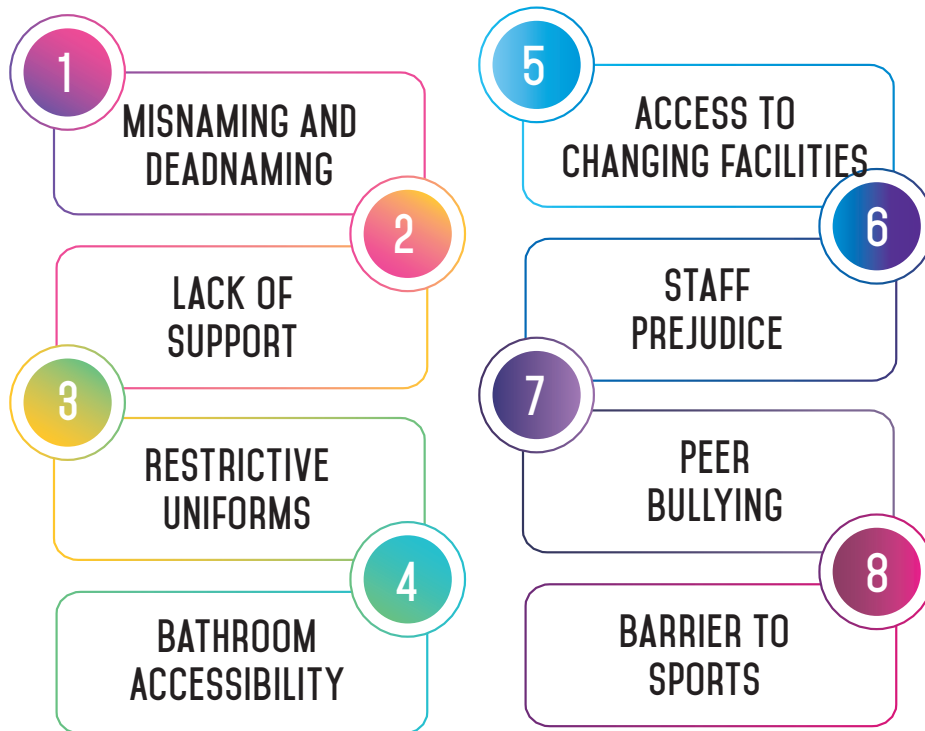 1
MISNAMING AND
DEADNAMING
2
LACK OF
SUPPORT
3
RESTRICTIVE
UNIFORMS
4
BATHROOM
ACCESSIBILITY
5
ACCESS TO
CHANGING FACILITIES
6
STAFF
PREJUDICE
7
PEER
BULLYING
8
BARRIER TO
SPORTS